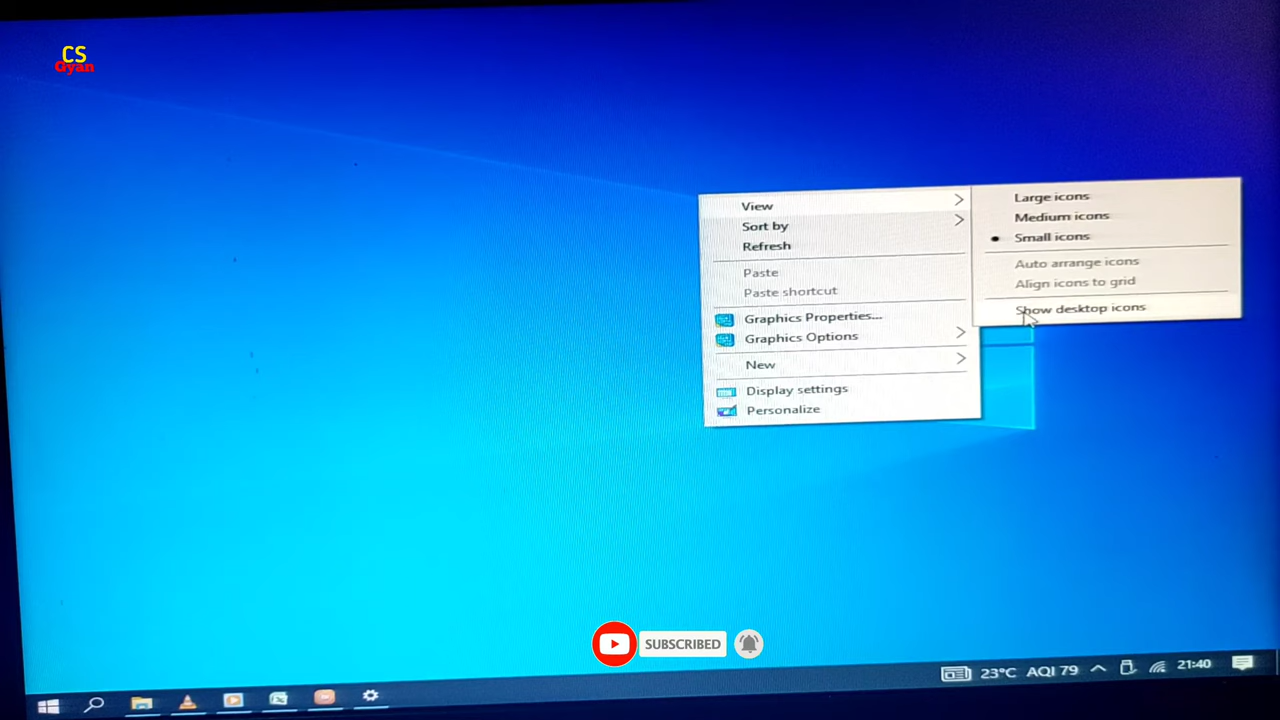 CS
Gyan
View
Sort by
Refresh
Paste
Paste shortcut
Graphics Properties...
Graphics Options
New
Display settings
Personalize
Large icons
Medium icons
Small icons
Auto arrange icons
Align icons to grid
Show desktop icons
SUBSCRIBED
23°C AQI 79
21:40